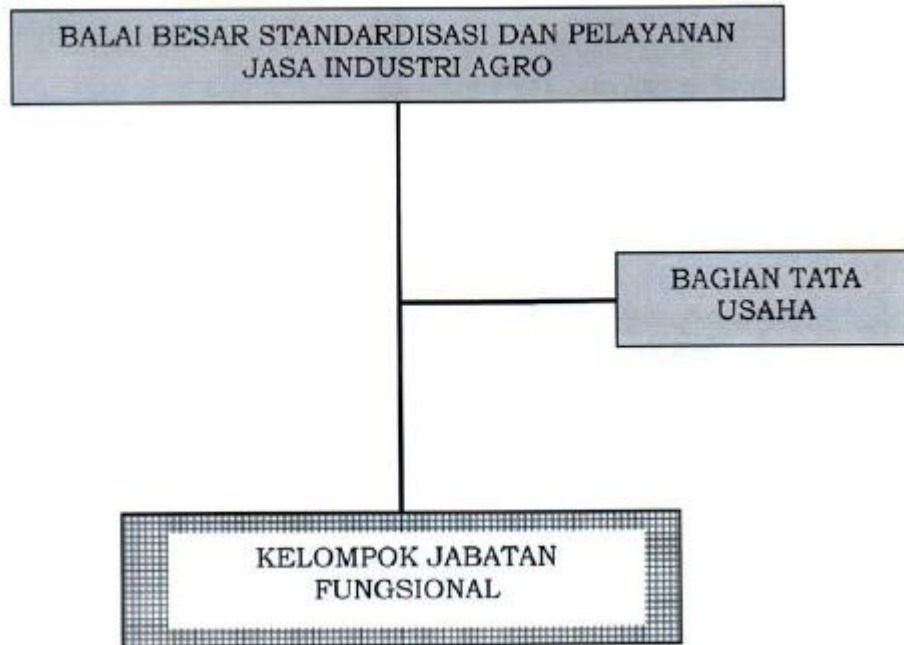 BALAI BESAR STANDARDISASI DAN PELAYANAN
JASA INDUSTRI AGRO
BAGIAN TATA
USAHA
KELOMPOK JABATAN
FUNGSIONAL